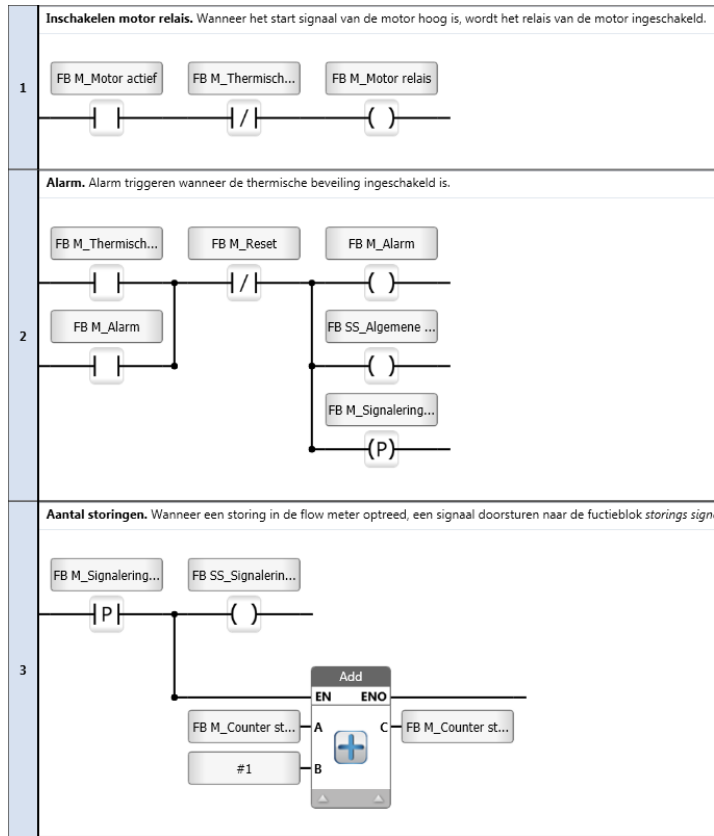 Inschakelen motor relais. Wanneer het start signaal van de motor hoog is, wordt het relais van de motor ingeschakeld.
1
FB M_Motor actief FB M_Thermisch... FB M_Motor relais
Alarm. Alarm triggeren wanneer de thermische beveiling ingeschakeld is.
FB M_Thermisch... FB M_Reset FB M_Alarm
2
FB M_Alarm FB SS_Algemene ...
FB M_Signalering...
(P)
Aantal storingen. Wanneer een storing in de flow meter optreed, een signaal doorsturen naar de fuctieblok storings sign
FB M_Signalering... FB SS_Signalerin...
P
3
Add
EN ENO
FB M_Counter st... A C FB M_Counter st...
#1 B